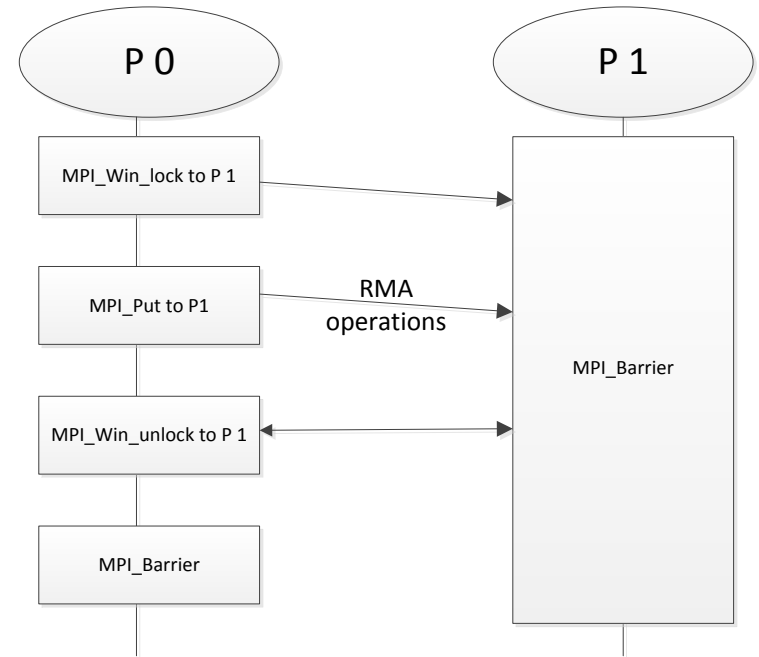 P 0
P 1
MPI_Win_lock to P 1
MPI_Put to P1
RMA
operations
MPI_Barrier
MPI_Win_unlock to P 1
MPI_Barrier